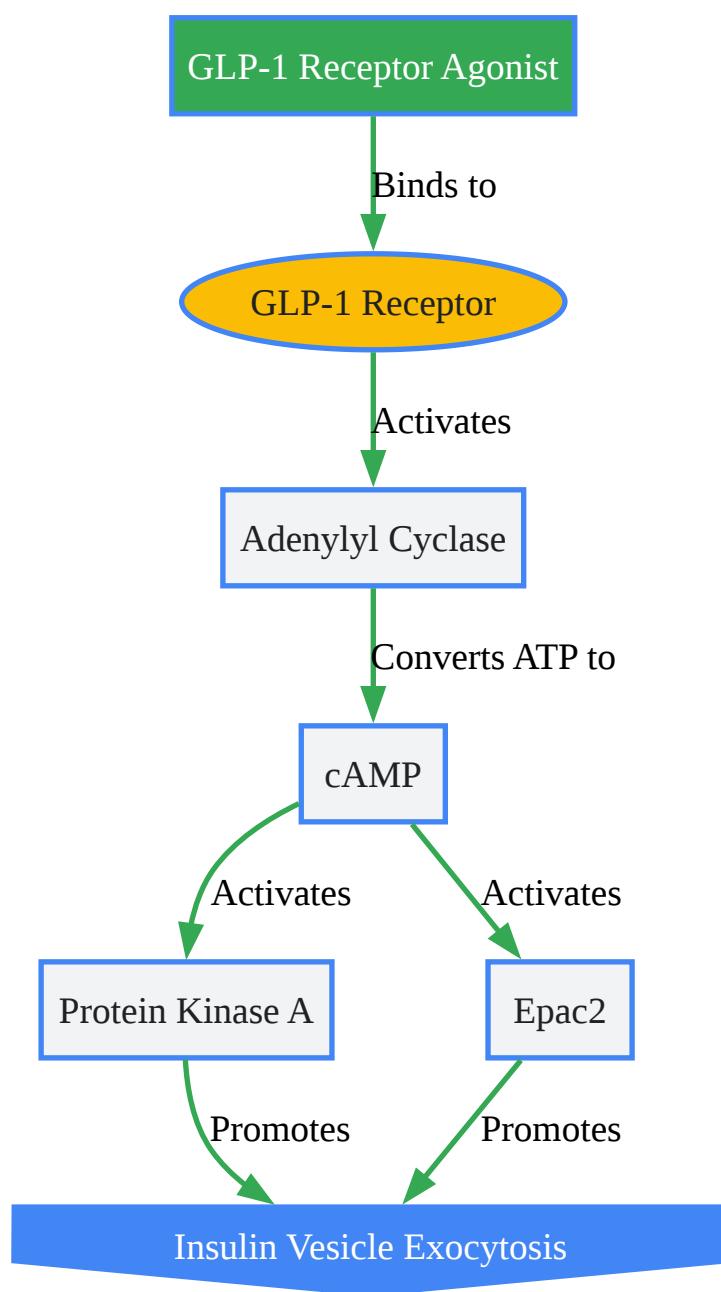 GLP-1 Receptor Agonist
Binds to
GLP-1 Receptor
Activates
Adenylyl Cyclase
Converts ATP to
cAMP
Activates
Activates
Protein Kinase A
Epac2
Promotes
Promotes
Insulin Vesicle Exocytosis